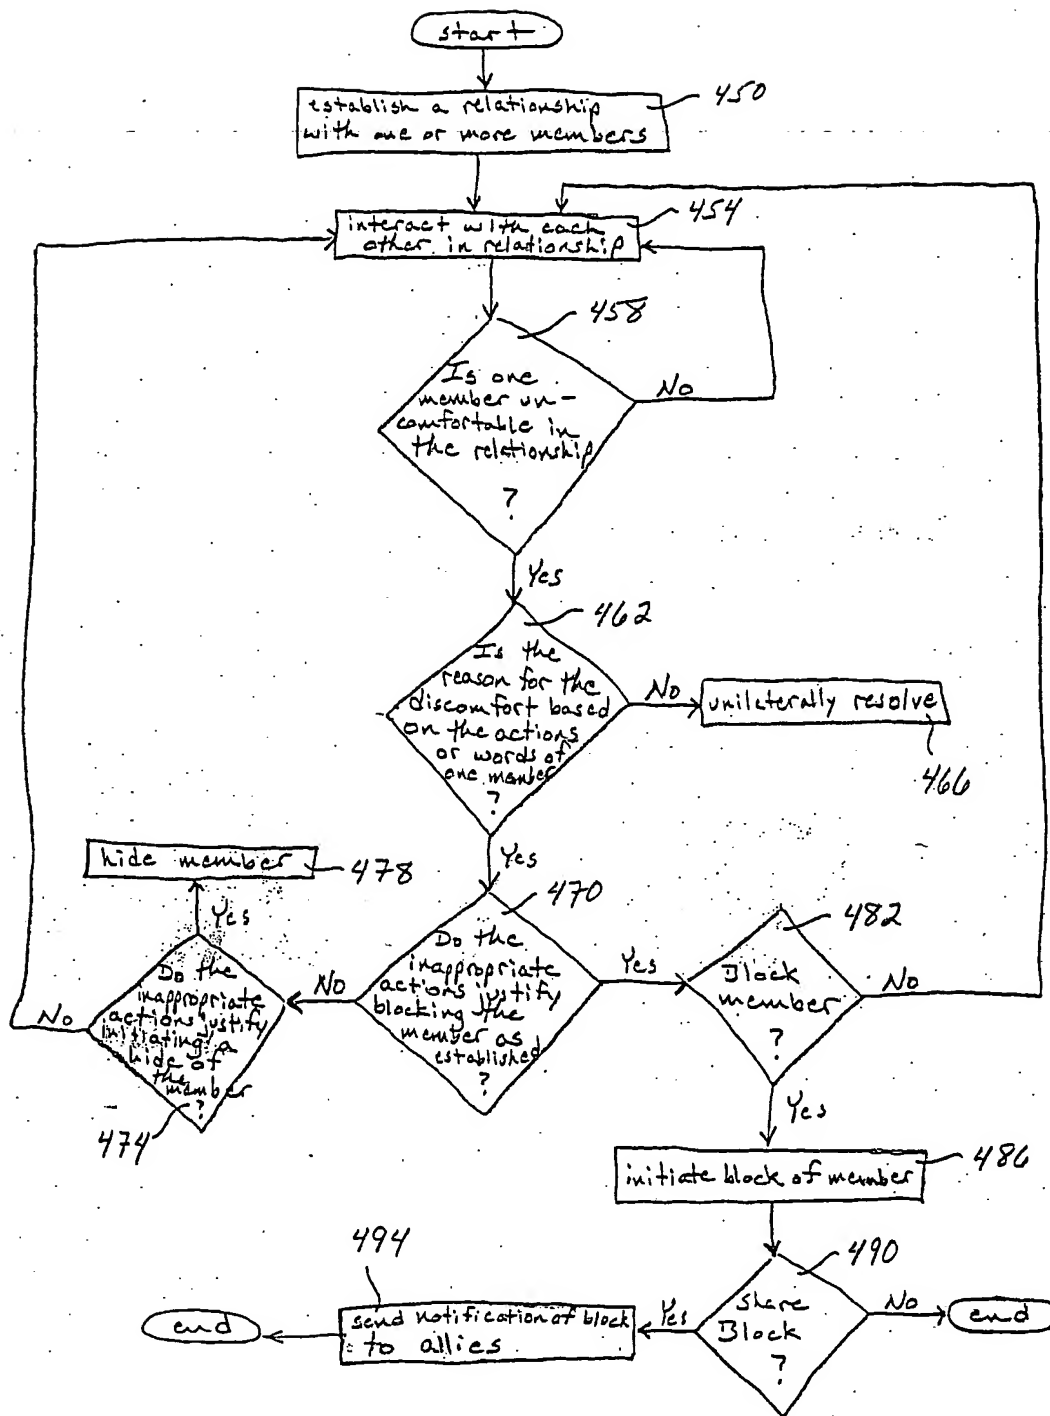 start
establish a relationship
with one or more members
450
interact with each
other in relationship
454
458
Is one
member un-
comfortable in
the relationship
?
No
Yes
462
Is the
reason for the
discomfort based
on the actions
or words of
one member
?
No
unilaterally resolve
466
Yes
hide member
478
Yes
470
Do the
inappropriate
actions justify
blocking the
member as
established
?
No
Do the
inappropriate
actions justify
initiating a
hide of
the
member
?
No
474
Yes
482
Block
member
?
No
Yes
initiate block of member
486
490
Share
Block
?
No
end
Yes
494
send notification of block
to allies
end